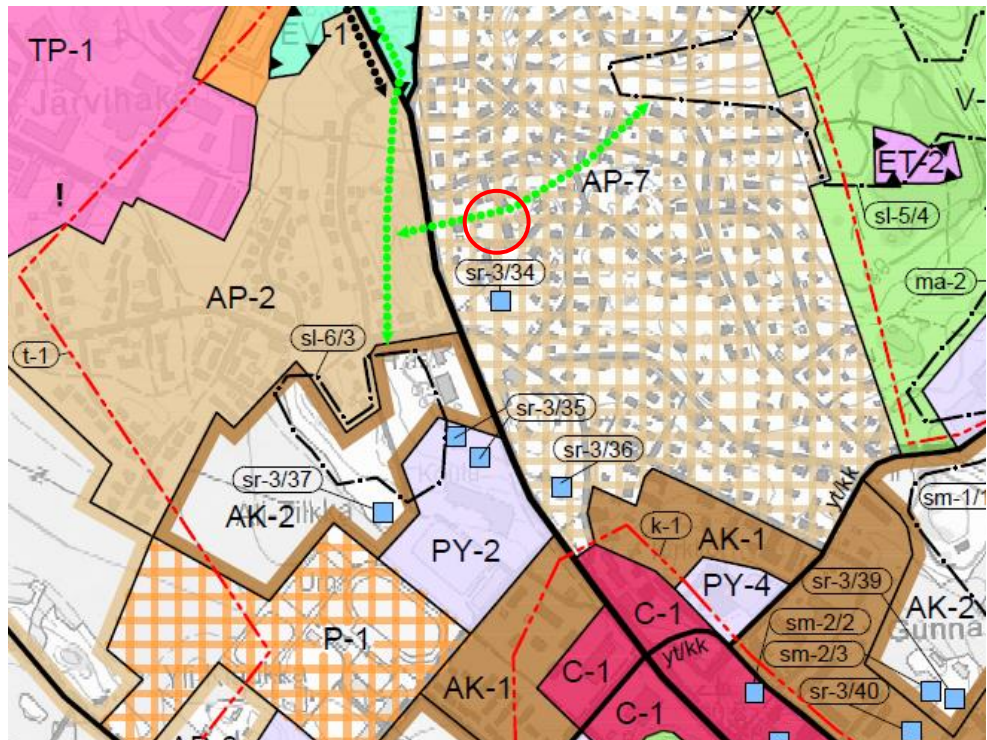 TP-1
EV-1
Järvihaka
!
V-
ET-2
AP-7
sl-5/4
sr-3/34
AP-2
ma-2
sl-6/3
t-1
sr-3/35
sr-3/36
sr-3/37
yt/kk
sm-1/1
AK-2
k-1
AK-1
PY-2
PY-4
sr-3/39
AK-2
C-1
sm-2/2
Gunna
P-1
yt/kk
sm-2/3
C-1
AK-1
sr-3/40
C-1